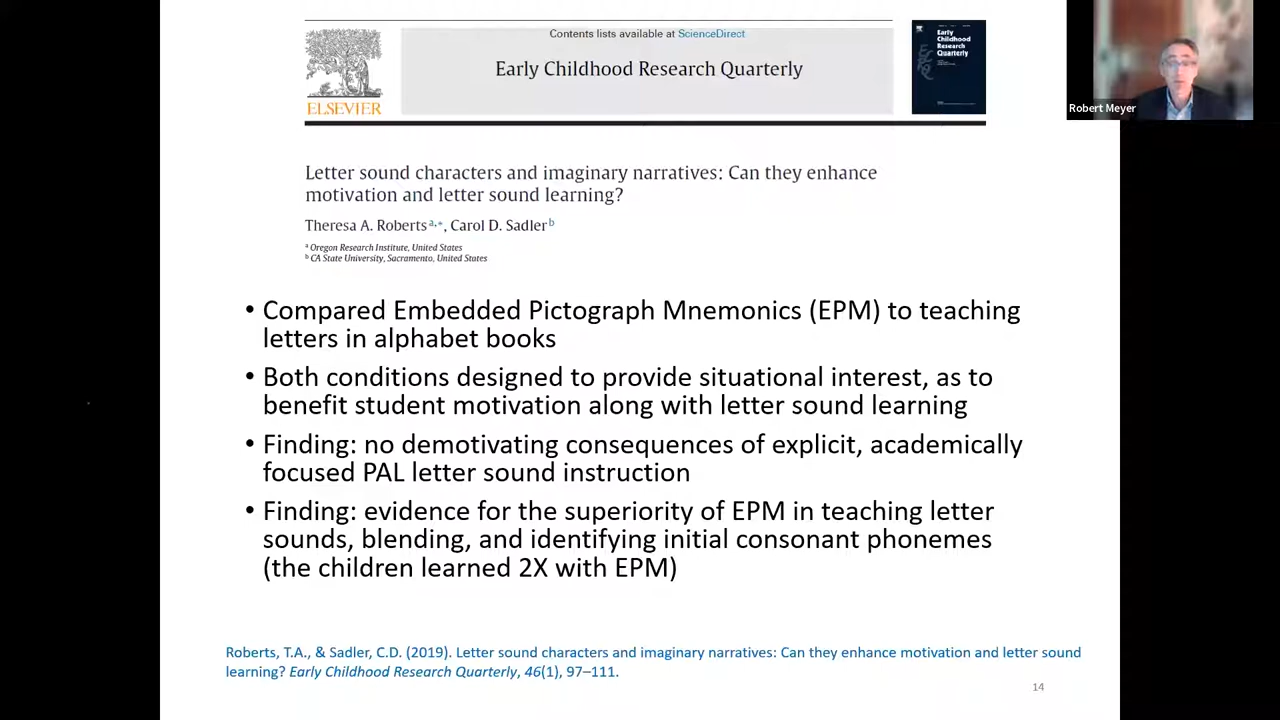 Contents lists available at ScienceDirect
Early Childhood Research Quarterly
ELSEVIER
Early
Childhood
Research
Quarterly
Robert Meyer
Letter sound characters and imaginary narratives: Can they enhance
motivation and letter sound learning?
Theresa A. Roberts a,*, Carol D. Sadler b
a Oregon Research Institute, United States
b CA State University, Sacramento, United States
• Compared Embedded Pictograph Mnemonics (EPM) to teaching
letters in alphabet books
• Both conditions designed to provide situational interest, as to
benefit student motivation along with letter sound learning
• Finding: no demotivating consequences of explicit, academically
focused PAL letter sound instruction
• Finding: evidence for the superiority of EPM in teaching letter
sounds, blending, and identifying initial consonant phonemes
(the children learned 2X with EPM)
Roberts, T.A., & Sadler, C.D. (2019). Letter sound characters and imaginary narratives: Can they enhance motivation and letter sound
learning? Early Childhood Research Quarterly, 46(1), 97–111.
14